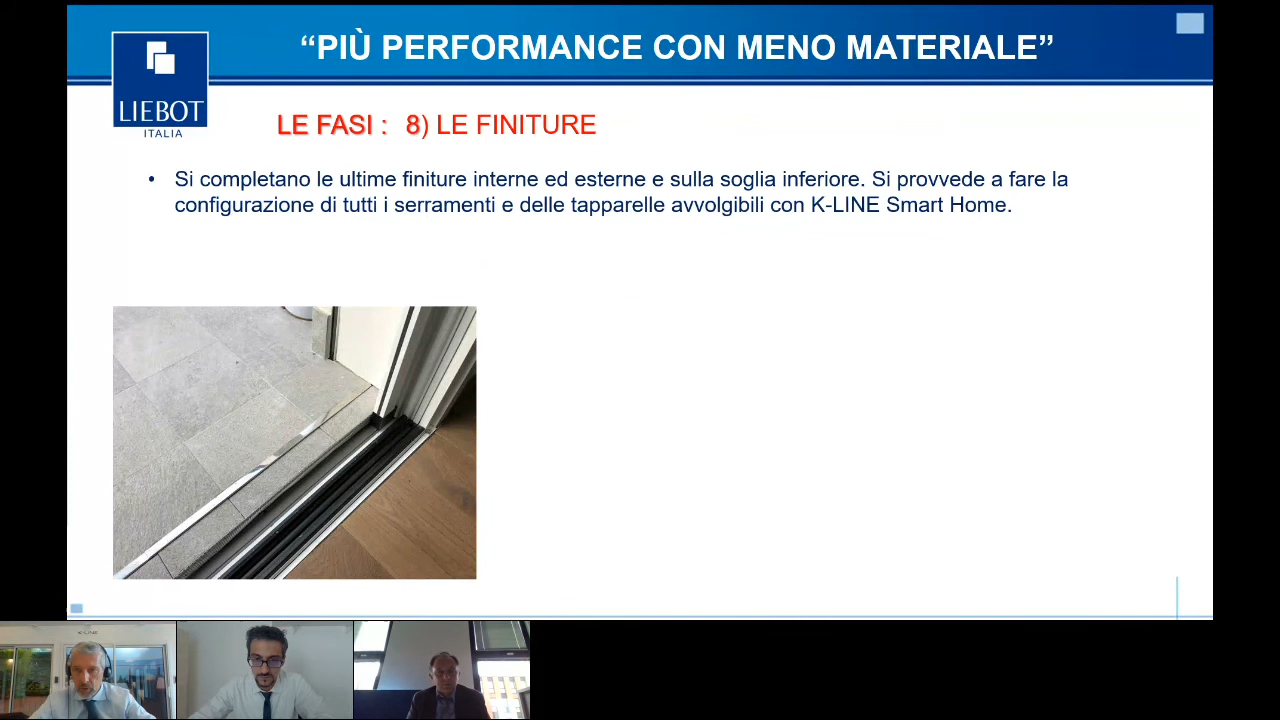 “PIÙ PERFORMANCE CON MENO MATERIALE”
LIEBOT
ITALIA
LE FASI : 8) LE FINITURE
• Si completano le ultime finiture interne ed esterne e sulla soglia inferiore. Si provvede a fare la
configurazione di tutti i serramenti e delle tapparelle avvolgibili con K-LINE Smart Home.
K-LINE